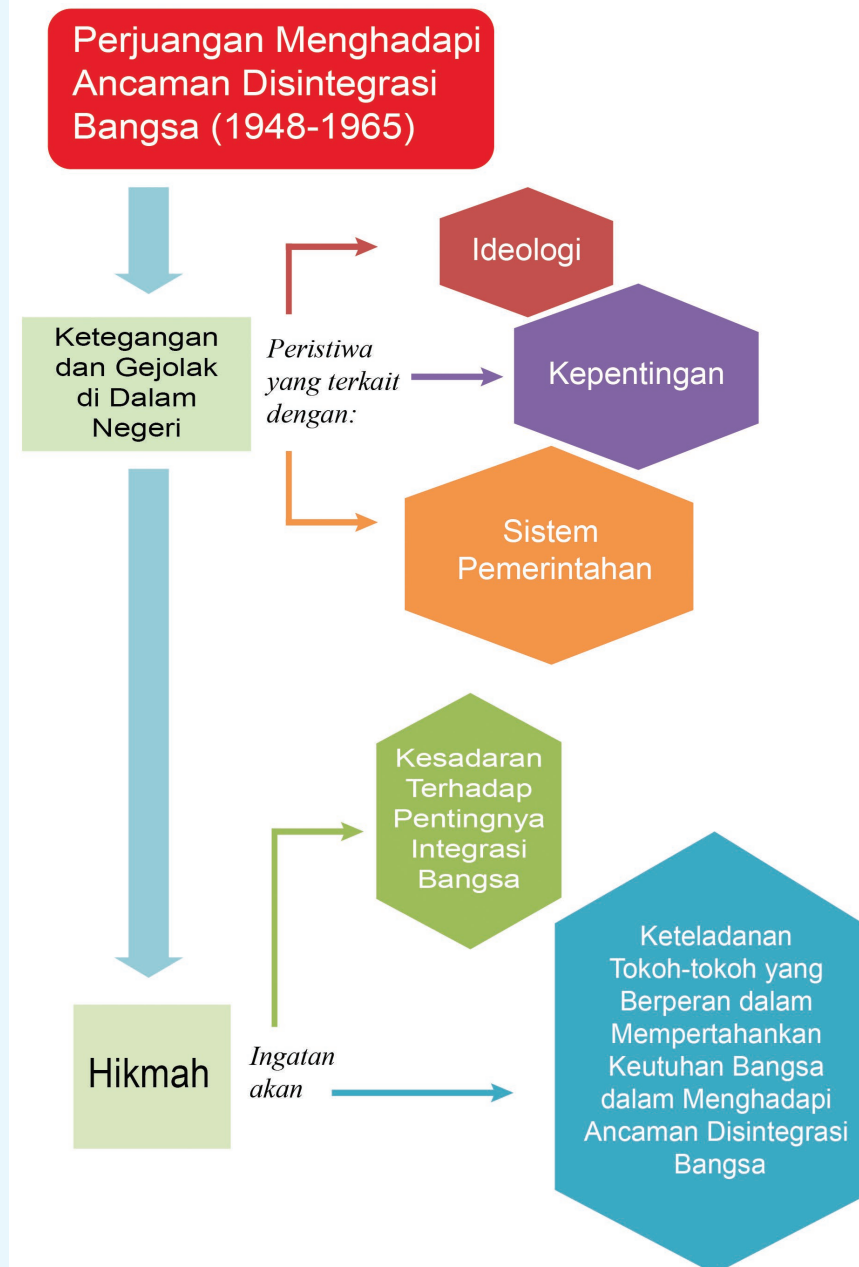 Perjuangan Menghadapi
Ancaman Disintegrasi
Bangsa (1948-1965)
Ideologi
Ketegangan
dan Gejolak
di Dalam
Negeri
Peristiwa
yang terkait
dengan:
Kepentingan
Sistem
Pemerintahan
Kesadaran
Terhadap
Pentingnya
Integrasi
Bangsa
Hikmah
Ingatan
akan
Keteladanan
Tokoh-tokoh yang
Berperan dalam
Mempertahankan
Keutuhan Bangsa
dalam Menghadapi
Ancaman Disintegrasi
Bangsa